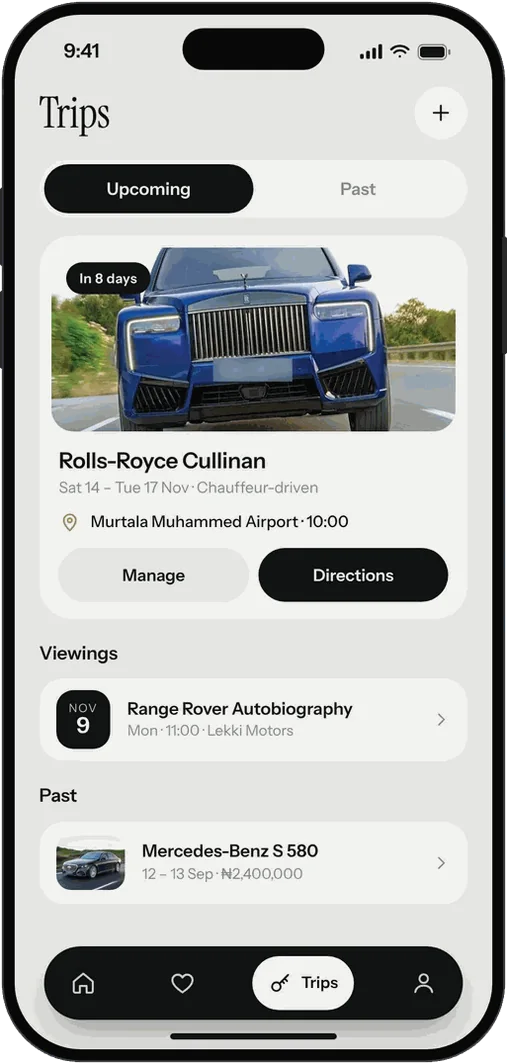 9:41
Trips
Upcoming
Past
In 8 days
Rolls-Royce Cullinan
Sat 14 – Tue 17 Nov · Chauffeur-driven
Murtala Muhammed Airport · 10:00
Manage
Directions
Viewings
NOV
9
Range Rover Autobiography
Mon · 11:00 · Lekki Motors
Past
Mercedes-Benz S 580
12 – 13 Sep · ₦2,400,000
Trips